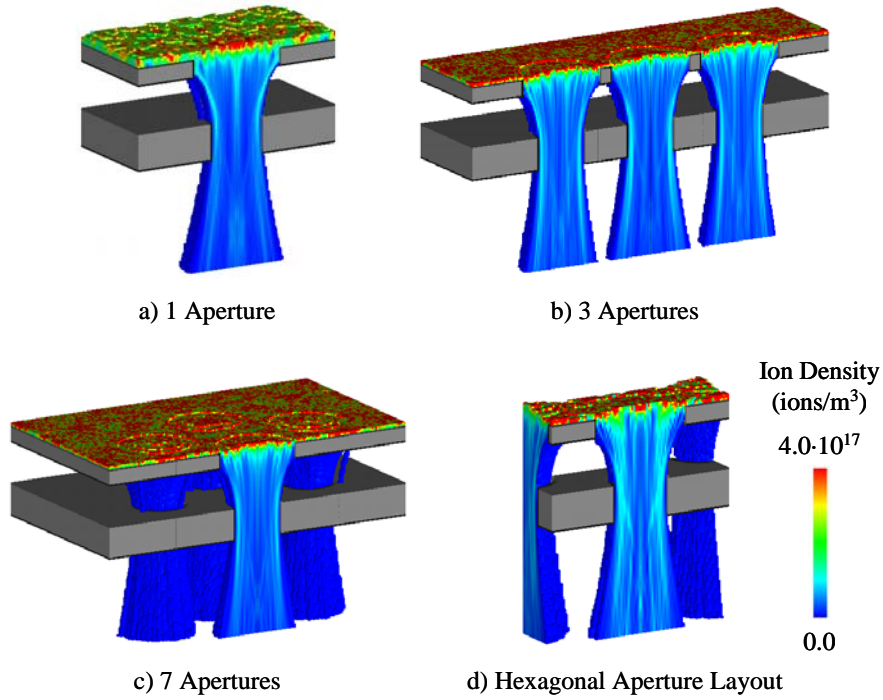 a) 1 Aperture
b) 3 Apertures
Ion Density
(ions/m³)
4.0·10¹⁷
0.0
c) 7 Apertures
d) Hexagonal Aperture Layout